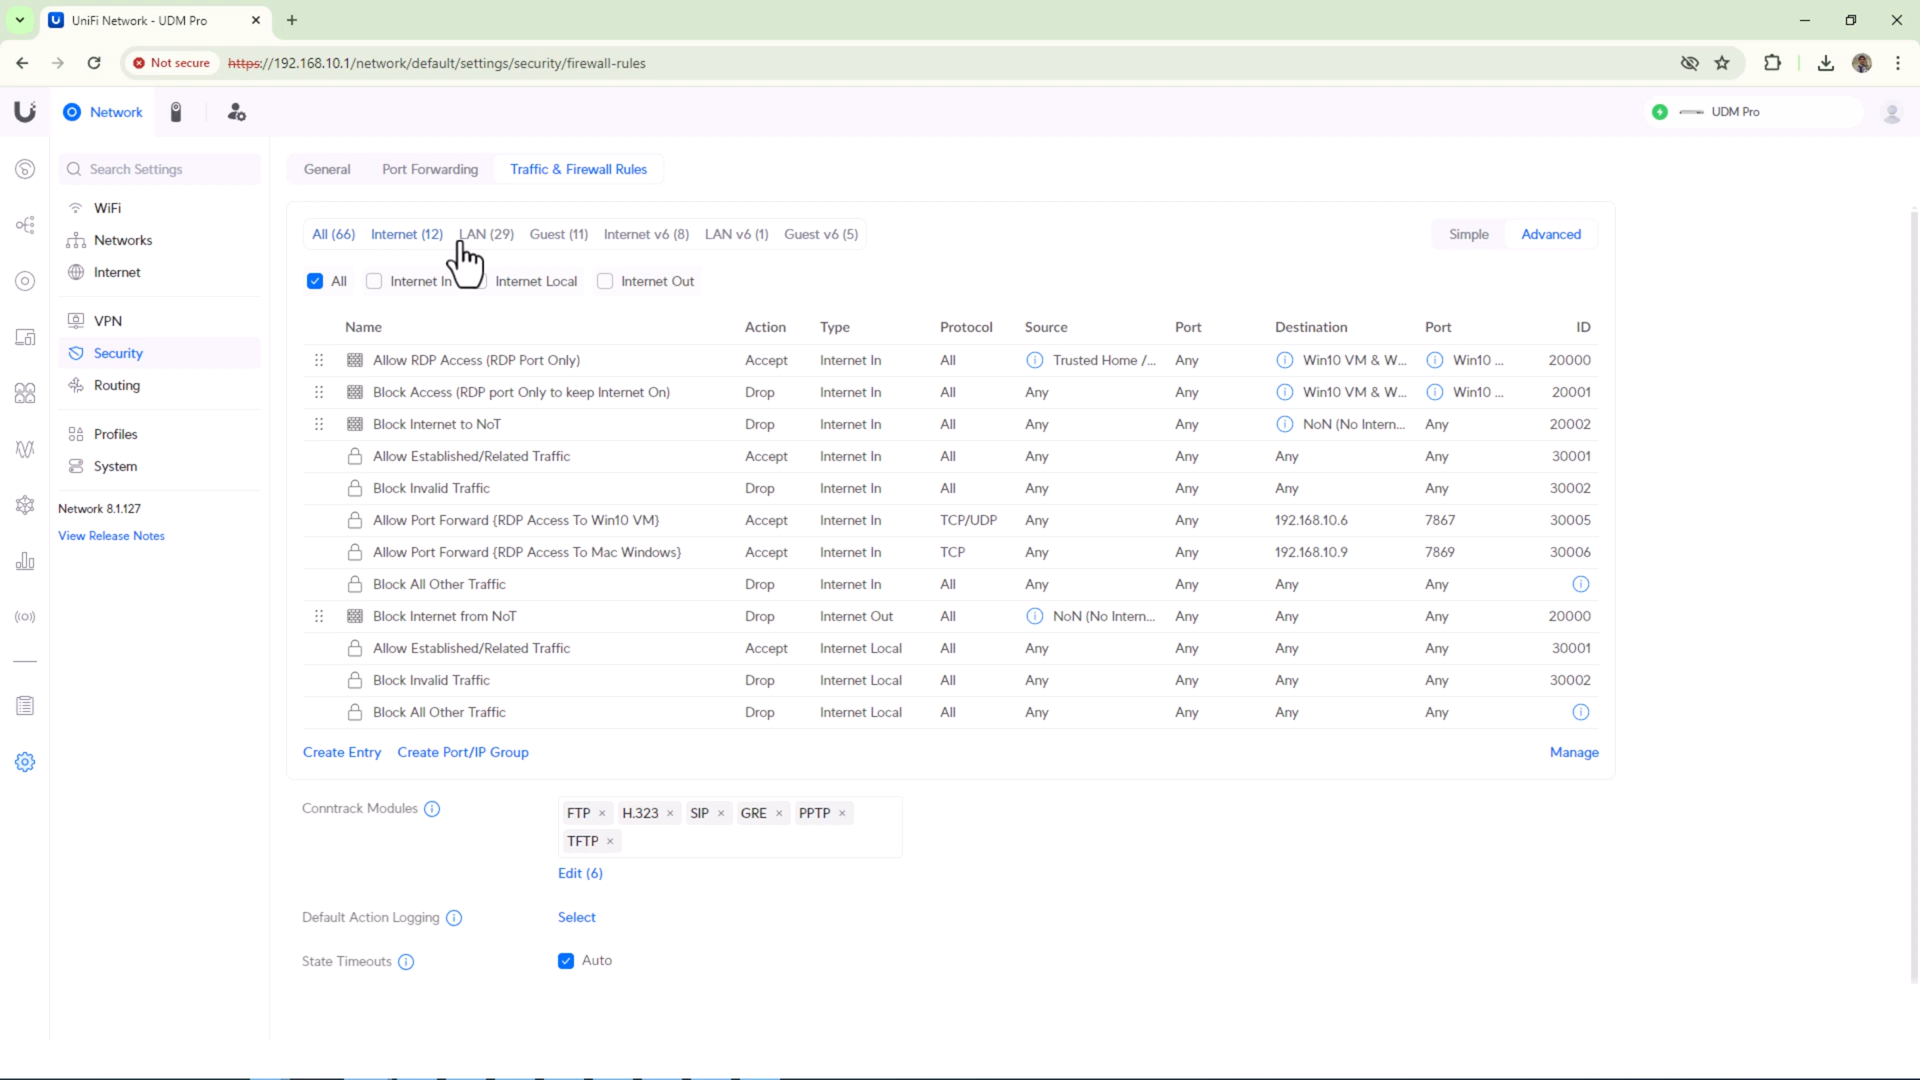 UniFi Network - UDM Pro
Not secure https://192.168.10.1/network/default/settings/security/firewall-rules
Network UDM Pro
Search Settings
WiFi
Networks
Internet
VPN
Security
Routing
Profiles
System
Network 8.1.127
View Release Notes
General Port Forwarding Traffic & Firewall Rules
All (66) Internet (12) LAN (29) Guest (11) Internet v6 (8) LAN v6 (1) Guest v6 (5) Simple Advanced
All Internet In Internet Local Internet Out
Name Action Type Protocol Source Port Destination Port ID
Allow RDP Access (RDP Port Only) Accept Internet In All Trusted Home /... Any Win10 VM & W... Win10 ... 20000
Block Access (RDP port Only to keep Internet On) Drop Internet In All Any Any Win10 VM & W... Win10 ... 20001
Block Internet to NoT Drop Internet In All Any Any NoN (No Intern... Any 20002
Allow Established/Related Traffic Accept Internet In All Any Any Any Any 30001
Block Invalid Traffic Drop Internet In All Any Any Any Any 30002
Allow Port Forward {RDP Access To Win10 VM} Accept Internet In TCP/UDP Any Any 192.168.10.6 7867 30005
Allow Port Forward {RDP Access To Mac Windows} Accept Internet In TCP Any Any 192.168.10.9 7869 30006
Block All Other Traffic Drop Internet In All Any Any Any Any
Block Internet from NoT Drop Internet Out All NoN (No Intern... Any Any Any 20000
Allow Established/Related Traffic Accept Internet Local All Any Any Any Any 30001
Block Invalid Traffic Drop Internet Local All Any Any Any Any 30002
Block All Other Traffic Drop Internet Local All Any Any Any Any
Create Entry Create Port/IP Group Manage
Conntrack Modules FTP H.323 SIP GRE PPTP
TFTP
Edit (6)
Default Action Logging Select
State Timeouts Auto